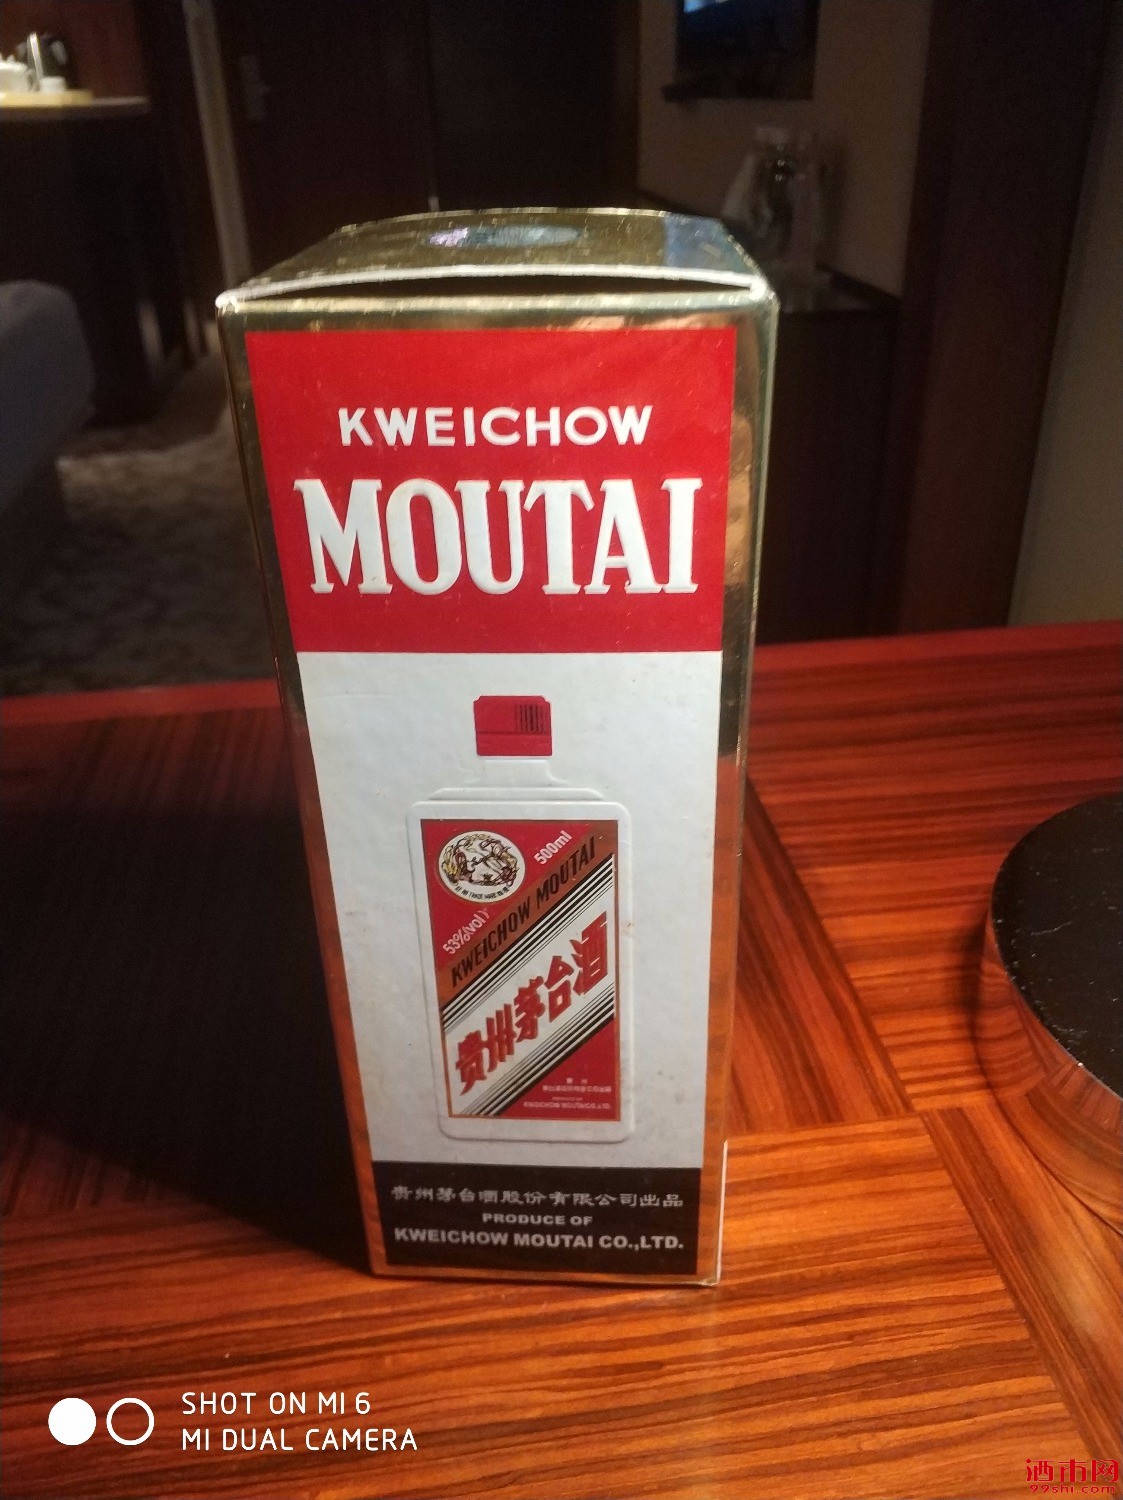 KWEICHOW
MOUTAI
500ml
53%(vol)
KWEICHOW MOUTAI
贵州茅台酒
贵州茅台酒股份有限公司出品
PRODUCE OF
KWEICHOW MOUTAI CO.,LTD.
SHOT ON MI 6
MI DUAL CAMERA
酒市网
99shi.com